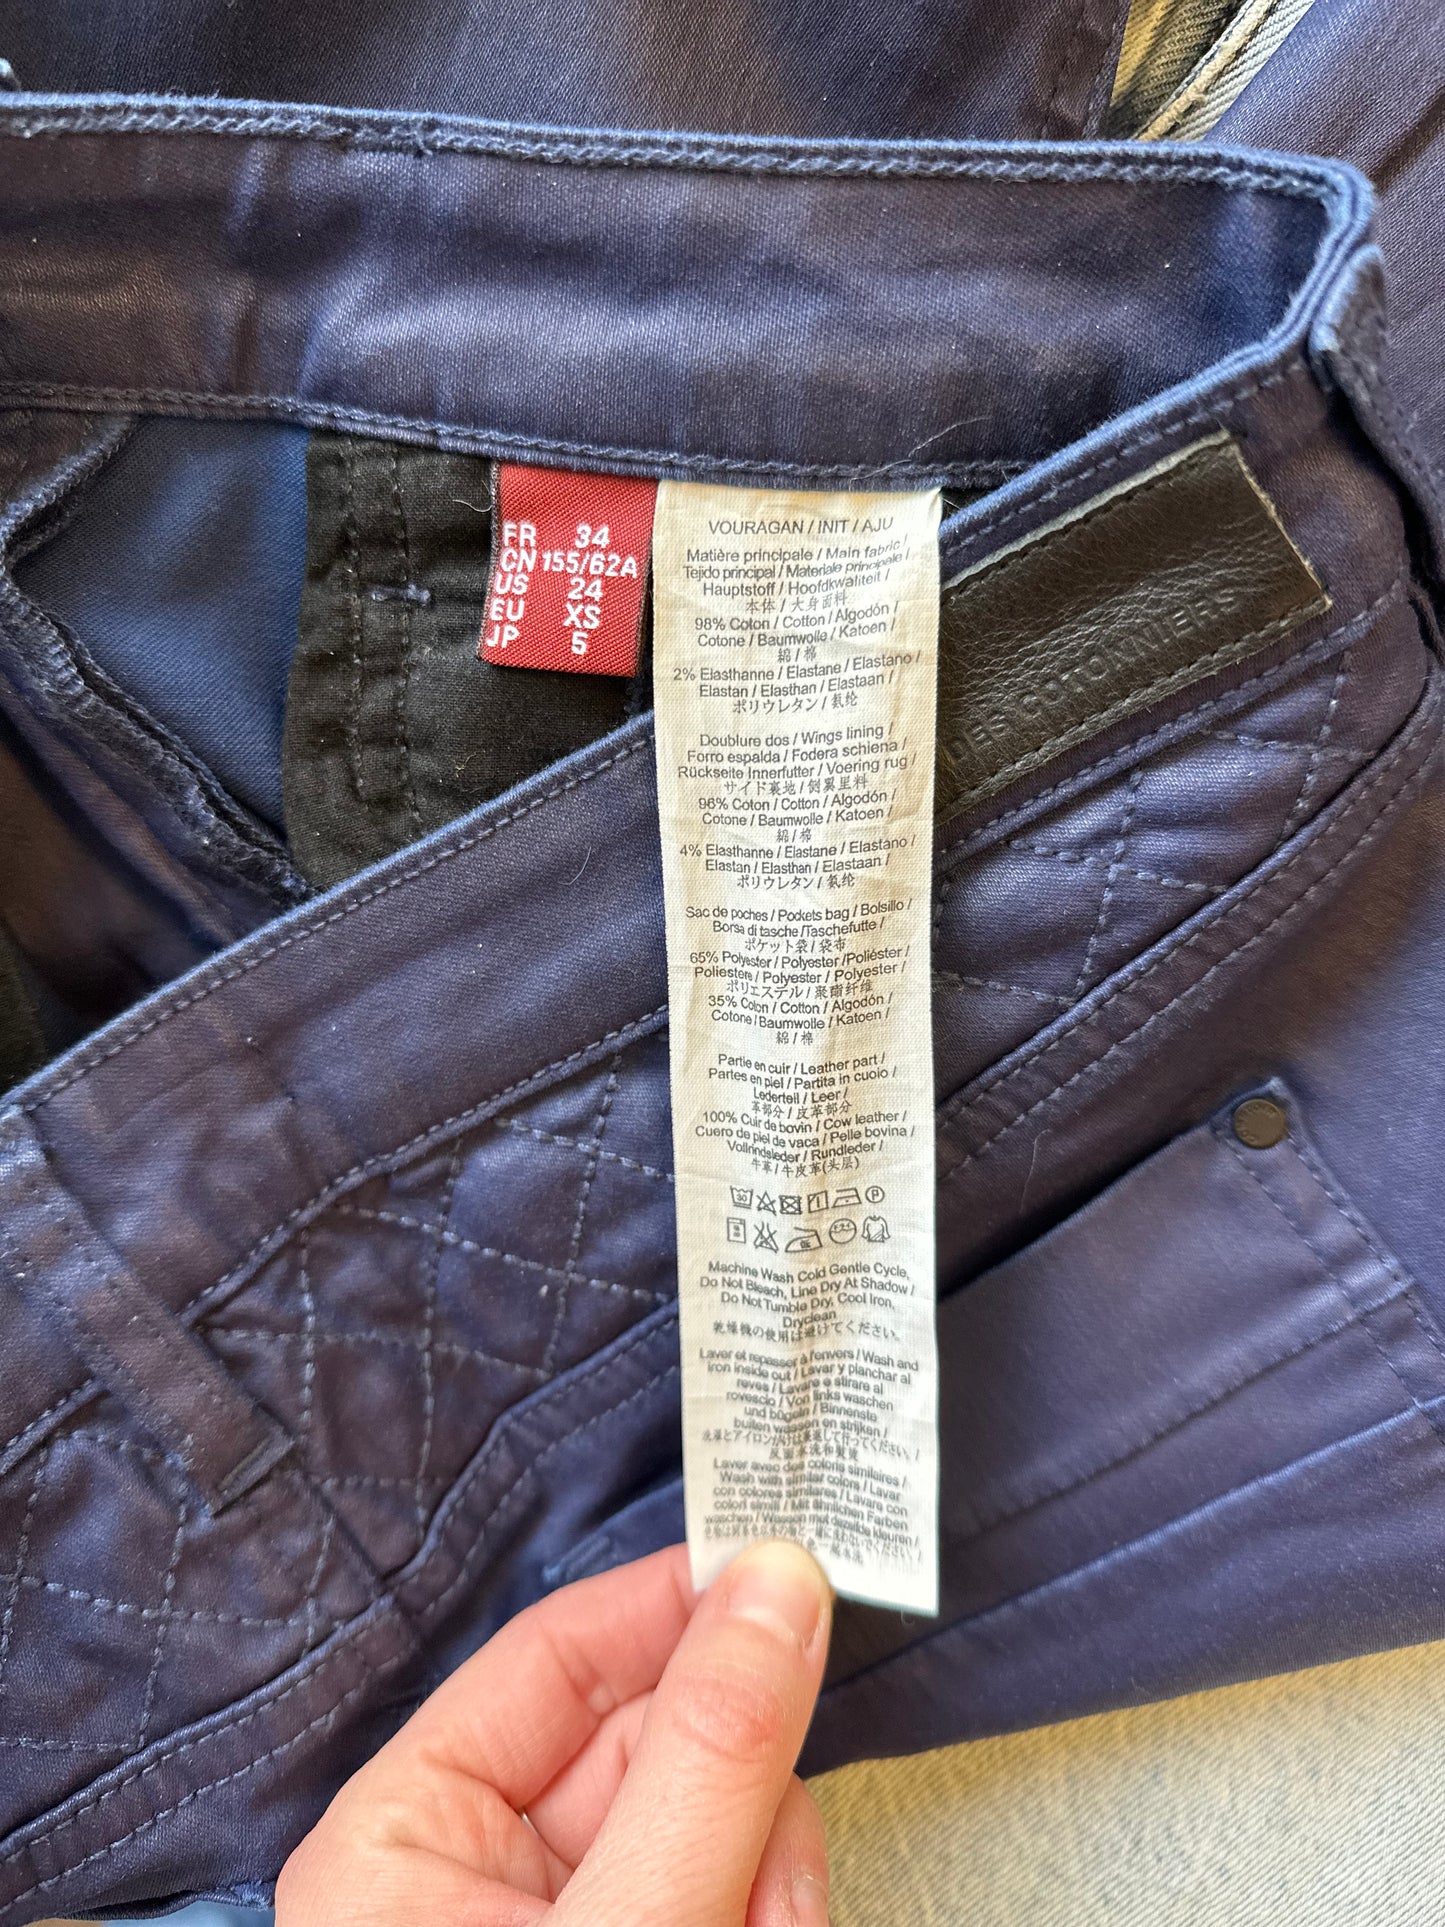 FR 34
CN 155/62A
US 24
EU XS
JP 5
VOURAGAN / INIT / AJU
Matière principale / Main fabric /
Tejido principal / Materiale principale /
Hauptstoff / Hoofdkwaliteit /
本体 / 大身面料
98% Coton / Cotton / Algodón /
Cotone / Baumwolle / Katoen /
綿 / 棉
2% Elasthanne / Elastane / Elastano /
Elastan / Elasthan / Elastaan /
ポリウレタン / 氨纶
Doublure dos / Wings lining /
Forro espalda / Fodera schiena /
Rückseite Innerfutter / Voering rug /
サイド裏地 / 侧翼里料
96% Coton / Cotton / Algodón /
Cotone / Baumwolle / Katoen /
綿 / 棉
4% Elasthanne / Elastane / Elastano /
Elastan / Elasthan / Elastaan /
ポリウレタン / 氨纶
Sac de poches / Pockets bag / Bolsillo /
Borsa di tasche /Taschefutte /
ポケット袋 / 袋布
65% Polyester / Polyester /Poliéster /
Poliestere / Polyester / Polyester /
ポリエステル / 聚酯纤维
35% Coton / Cotton / Algodón /
Cotone / Baumwolle / Katoen /
綿 / 棉
Partie en cuir / Leather part /
Partes en piel / Partita in cuoio /
Lederteil / Leer /
革部分 / 皮革部分
100% Cuir de bovin / Cow leather /
Cuero de piel de vaca / Pelle bovina /
Vollrindsleder / Rundleder /
牛革 / 牛皮革(头层)
Machine Wash Cold Gentle Cycle,
Do Not Bleach, Line Dry At Shadow /
Do Not Tumble Dry, Cool Iron,
Dryclean
乾燥機の使用は避けてください。
Laver et repasser à l'envers / Wash and
iron inside out / Lavar y planchar al
reves / Lavare e stirare al
rovescio / Von links waschen
und bügeln / Binnenste
buiten wassen en strijken /
Laver avec des coloris similaires /
Wash with similar colors / Lavare
con colores similares / Lavare con
colori simili / Mit ähnlichen Farben
waschen / Wassen met dezelfde kleuren /
DES COTONNIERS